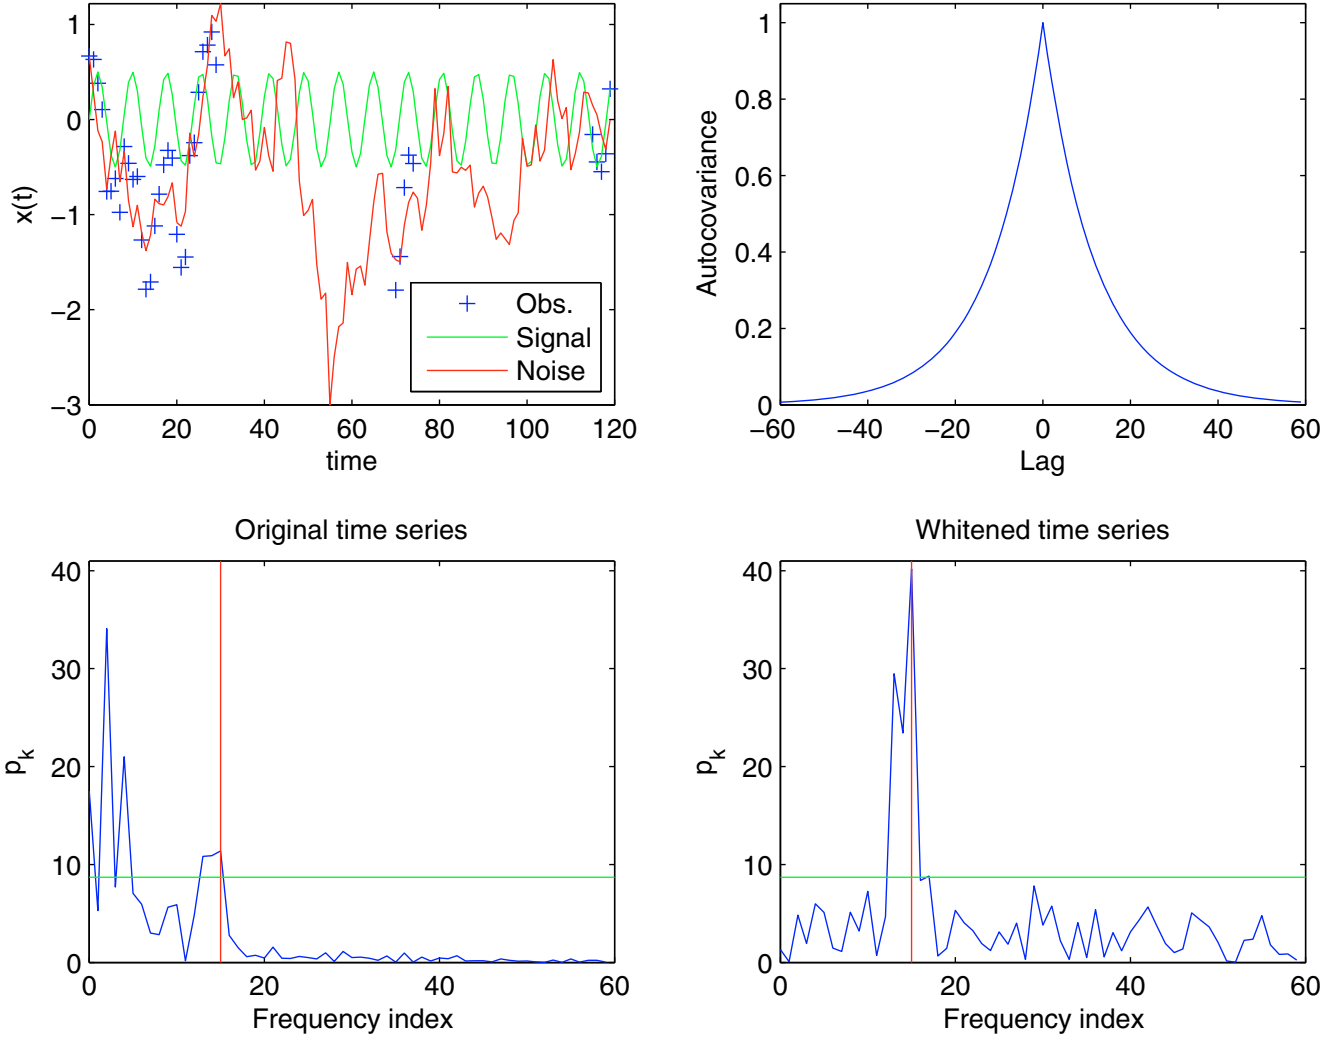 1
0
−1
−2
−3
x(t)
0 20 40 60 80 100 120
time
Obs.
Signal
Noise
1
0.8
0.6
0.4
0.2
0
Autocovariance
−60 −40 −20 0 20 40 60
Lag
Original time series
40
30
20
10
0
p_k
0 20 40 60
Frequency index
Whitened time series
40
30
20
10
0
p_k
0 20 40 60
Frequency index